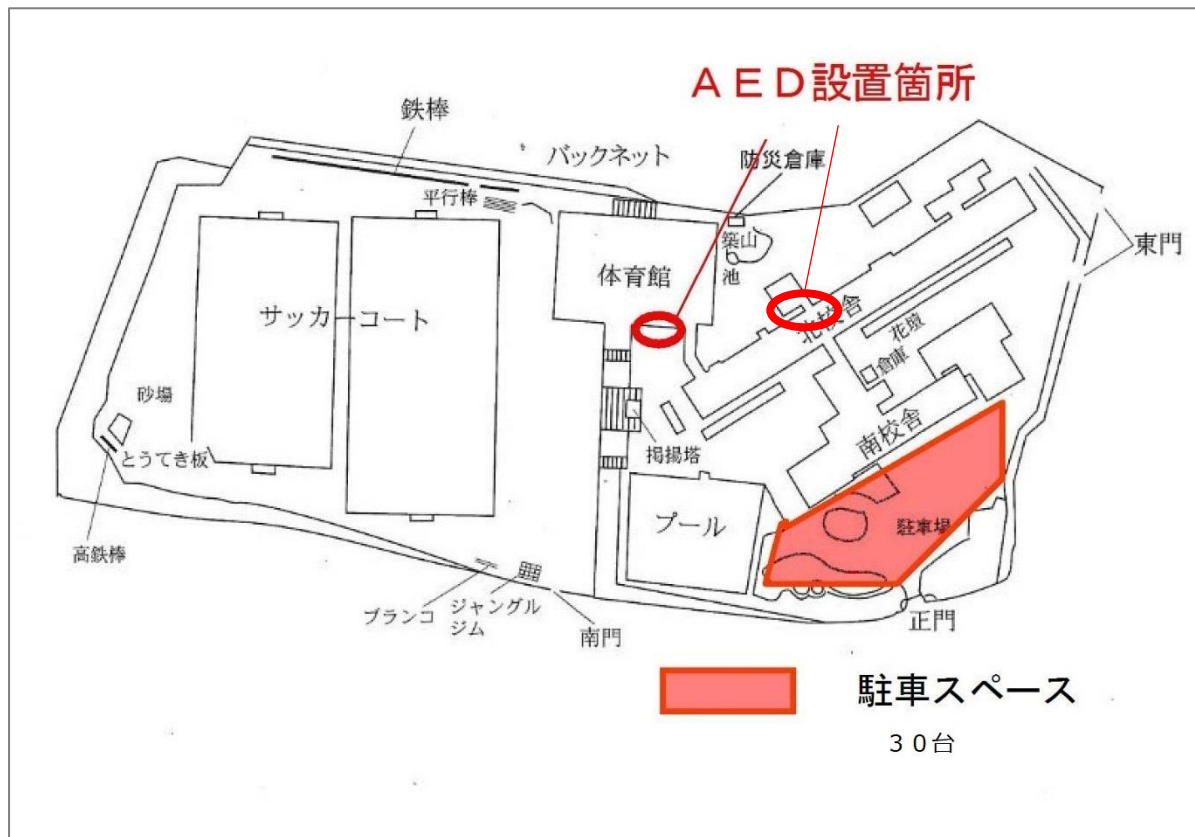 ＡＥＤ設置箇所
鉄棒
バックネット
防災倉庫
平行棒
築山
池
体育館
東門
サッカーコート
北校舎
花壇
倉庫
砂場
とうてき板
掲揚塔
南校舎
プール
駐車場
高鉄棒
ブランコ
ジャングル
ジム
南門
正門
駐車スペース
３０台